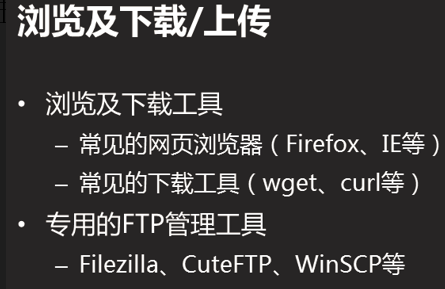 浏览及下载/上传
• 浏览及下载工具
– 常见的网页浏览器（Firefox、IE等）
– 常见的下载工具（wget、curl等）
• 专用的FTP管理工具
– Filezilla、CuteFTP、WinSCP等